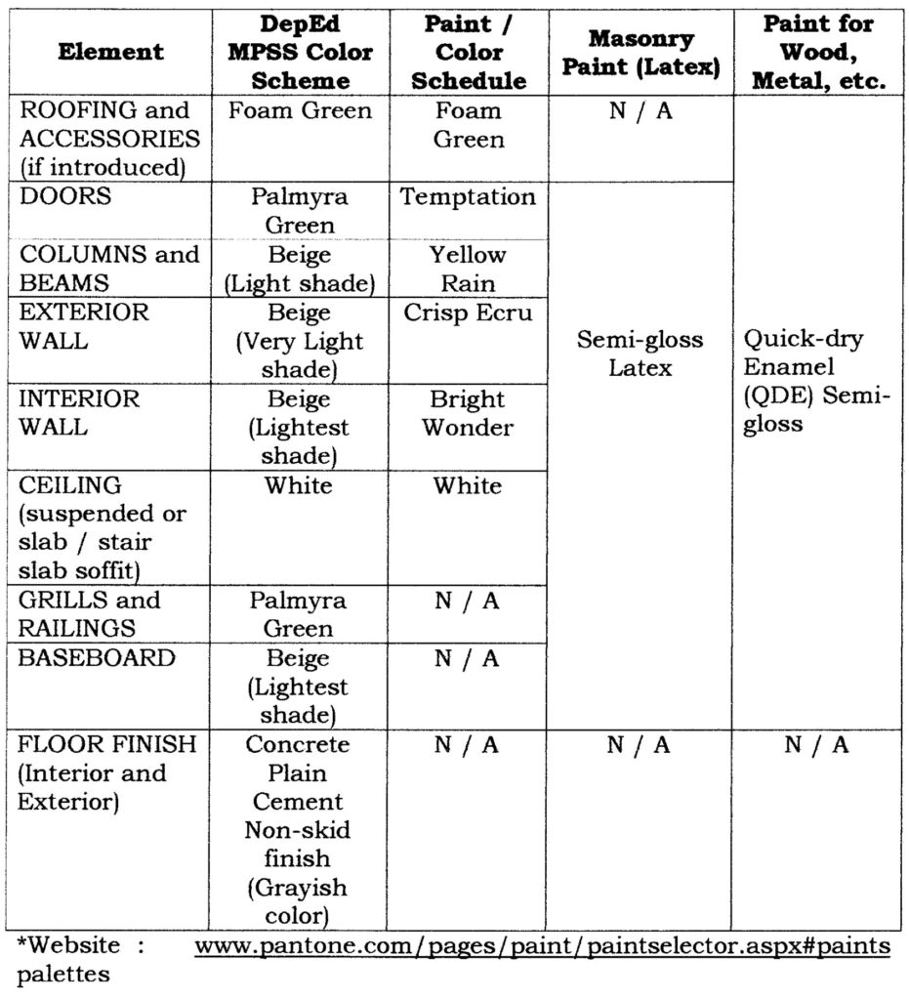 Element
DepEd
MPSS Color
Scheme
Paint /
Color
Schedule
Masonry
Paint (Latex)
Paint for
Wood,
Metal, etc.
ROOFING and
ACCESSORIES
(if introduced)
Foam Green
Foam
Green
N / A
DOORS
Palmyra
Green
Temptation
COLUMNS and
BEAMS
Beige
(Light shade)
Yellow
Rain
EXTERIOR
WALL
Beige
(Very Light
shade)
Crisp Ecru
Semi-gloss
Latex
Quick-dry
Enamel
(QDE) Semi-
gloss
INTERIOR
WALL
Beige
(Lightest
shade)
Bright
Wonder
CEILING
(suspended or
slab / stair
slab soffit)
White
White
GRILLS and
RAILINGS
Palmyra
Green
N / A
BASEBOARD
Beige
(Lightest
shade)
N / A
FLOOR FINISH
(Interior and
Exterior)
Concrete
Plain
Cement
Non-skid
finish
(Grayish
color)
N / A
N / A
N / A
*Website : www.pantone.com/pages/paint/paintselector.aspx#paints
palettes